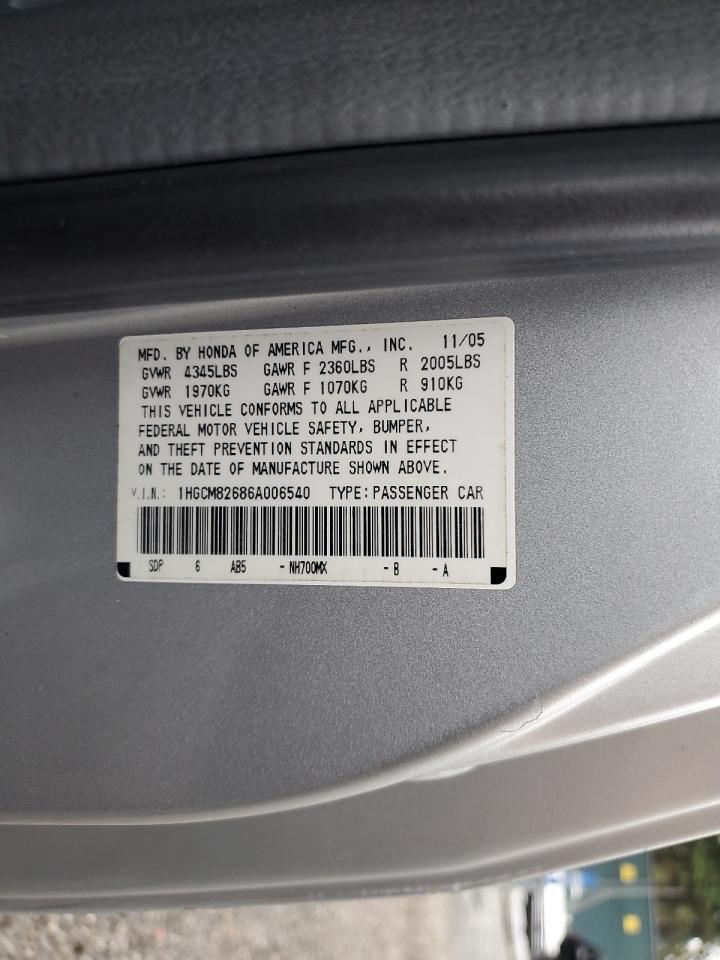 MFD. BY HONDA OF AMERICA MFG., INC. 11/05
GVWR 4345LBS GAWR F 2360LBS R 2005LBS
GVWR 1970KG GAWR F 1070KG R 910KG
THIS VEHICLE CONFORMS TO ALL APPLICABLE
FEDERAL MOTOR VEHICLE SAFETY, BUMPER,
AND THEFT PREVENTION STANDARDS IN EFFECT
ON THE DATE OF MANUFACTURE SHOWN ABOVE.
V.I.N.: 1HGCM82686A006540 TYPE: PASSENGER CAR
SDP 6 AB5 - NH700MX - B - A